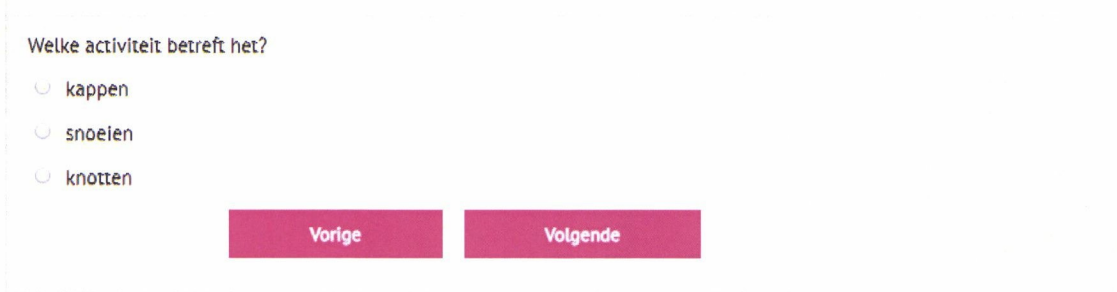 Welke activiteit betreft het?
kappen
snoeien
knotten
Vorige Volgende